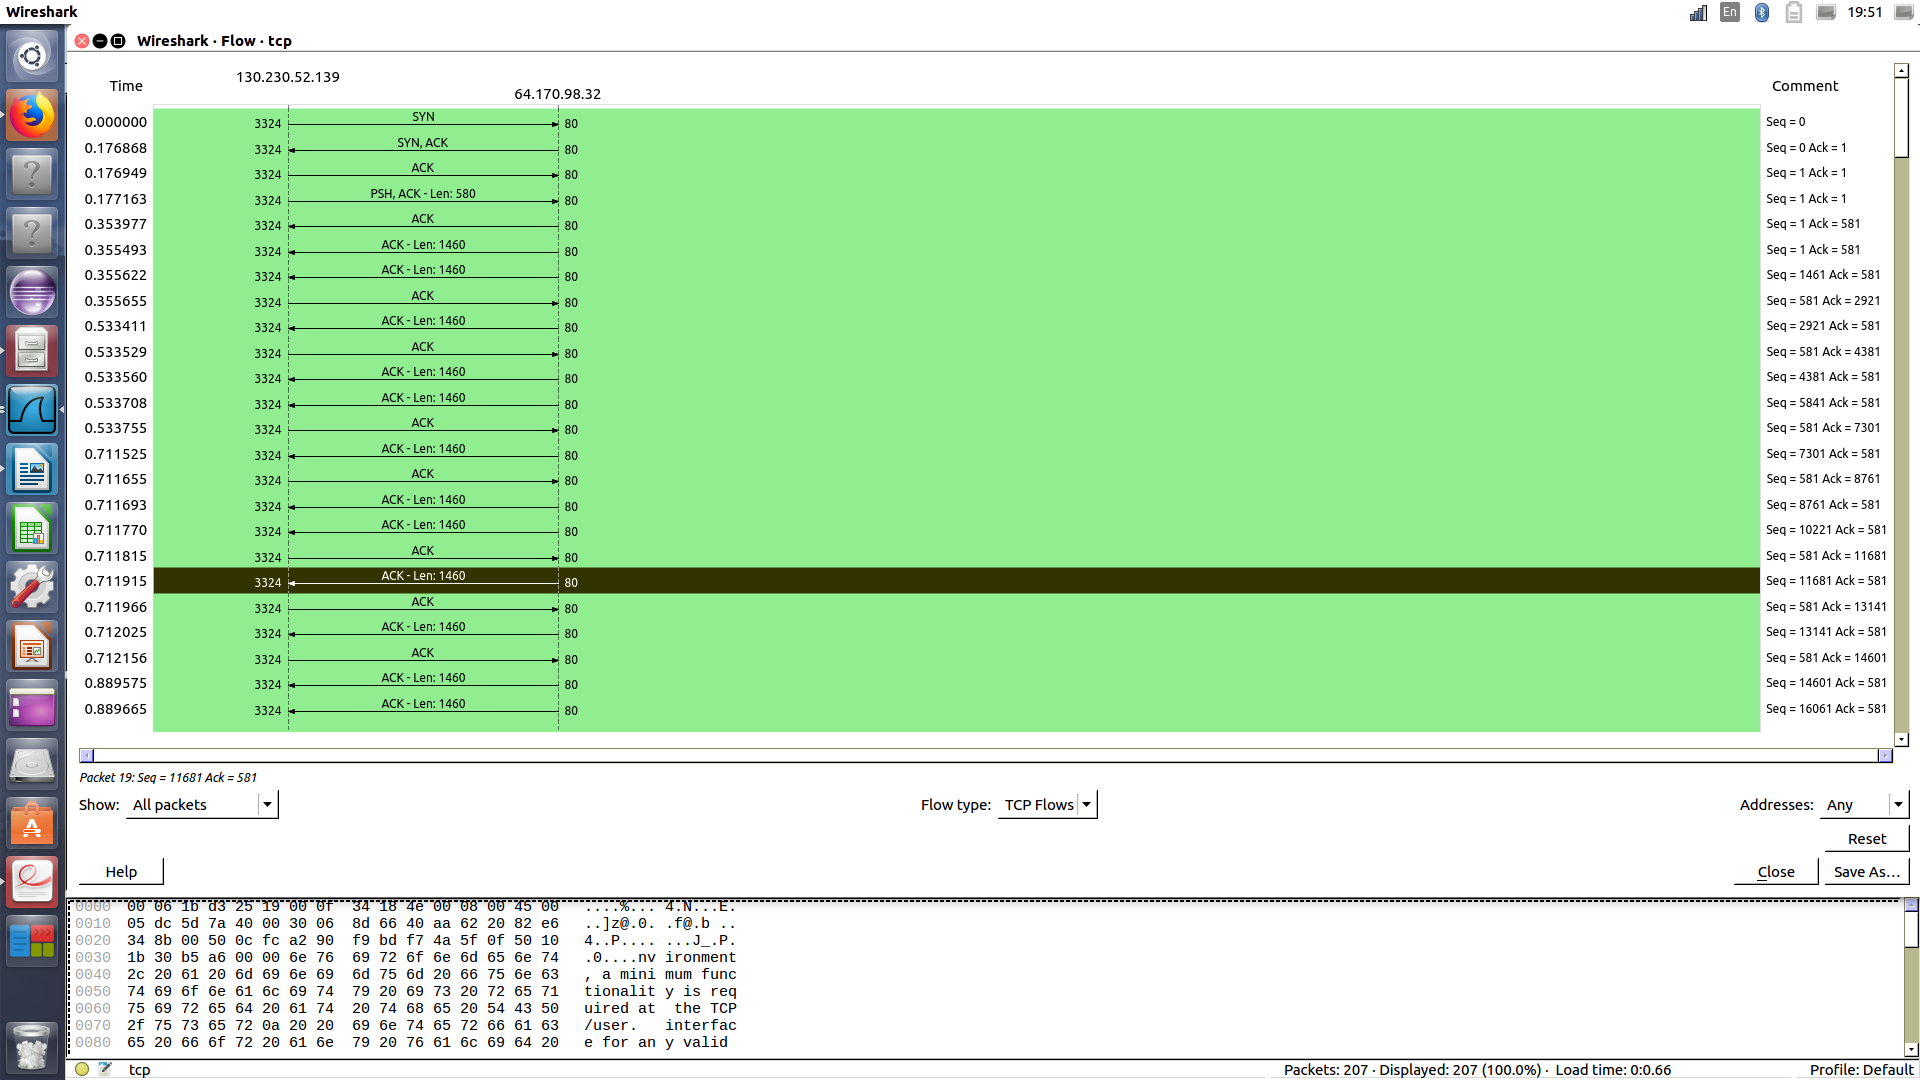 Wireshark
En
19:51
Wireshark · Flow · tcp
Time
130.230.52.139
64.170.98.32
Comment
0.000000 3324 SYN 80 Seq = 0
0.176868 3324 SYN, ACK 80 Seq = 0 Ack = 1
0.176949 3324 ACK 80 Seq = 1 Ack = 1
0.177163 3324 PSH, ACK - Len: 580 80 Seq = 1 Ack = 1
0.353977 3324 ACK 80 Seq = 1 Ack = 581
0.355493 3324 ACK - Len: 1460 80 Seq = 1 Ack = 581
0.355622 3324 ACK - Len: 1460 80 Seq = 1461 Ack = 581
0.355655 3324 ACK 80 Seq = 581 Ack = 2921
0.533411 3324 ACK - Len: 1460 80 Seq = 2921 Ack = 581
0.533529 3324 ACK 80 Seq = 581 Ack = 4381
0.533560 3324 ACK - Len: 1460 80 Seq = 4381 Ack = 581
0.533708 3324 ACK - Len: 1460 80 Seq = 5841 Ack = 581
0.533755 3324 ACK 80 Seq = 581 Ack = 7301
0.711525 3324 ACK - Len: 1460 80 Seq = 7301 Ack = 581
0.711655 3324 ACK 80 Seq = 581 Ack = 8761
0.711693 3324 ACK - Len: 1460 80 Seq = 8761 Ack = 581
0.711770 3324 ACK - Len: 1460 80 Seq = 10221 Ack = 581
0.711815 3324 ACK 80 Seq = 581 Ack = 11681
0.711915 3324 ACK - Len: 1460 80 Seq = 11681 Ack = 581
0.711966 3324 ACK 80 Seq = 581 Ack = 13141
0.712025 3324 ACK - Len: 1460 80 Seq = 13141 Ack = 581
0.712156 3324 ACK 80 Seq = 581 Ack = 14601
0.889575 3324 ACK - Len: 1460 80 Seq = 14601 Ack = 581
0.889665 3324 ACK - Len: 1460 80 Seq = 16061 Ack = 581
Packet 19: Seq = 11681 Ack = 581
Show: All packets Flow type: TCP Flows Addresses: Any
Reset
Help Close Save As…
0000 00 06 1b d3 25 19 00 0f 34 18 4e 00 08 00 45 00 ....%... 4.N...E.
0010 05 dc 5d 7a 40 00 30 06 8d 66 40 aa 62 20 82 e6 ..]z@.0. .f@.b ..
0020 34 8b 00 50 0c fc a2 90 f9 bd f7 4a 5f 0f 50 10 4..P.... ...J_.P.
0030 1b 30 b5 a6 00 00 6e 76 69 72 6f 6e 6d 65 6e 74 .0....nv ironment
0040 2c 20 61 20 6d 69 6e 69 6d 75 6d 20 66 75 6e 63 , a mini mum func
0050 74 69 6f 6e 61 6c 69 74 79 20 69 73 20 72 65 71 tionalit y is req
0060 75 69 72 65 64 20 61 74 20 74 68 65 20 54 43 50 uired at  the TCP
0070 2f 75 73 65 72 0a 20 20 69 6e 74 65 72 66 61 63 /user.   interfac
0080 65 20 66 6f 72 20 61 6e 79 20 76 61 6c 69 64 20 e for an y valid
tcp Packets: 207 · Displayed: 207 (100.0%) · Load time: 0:0.66 Profile: Default